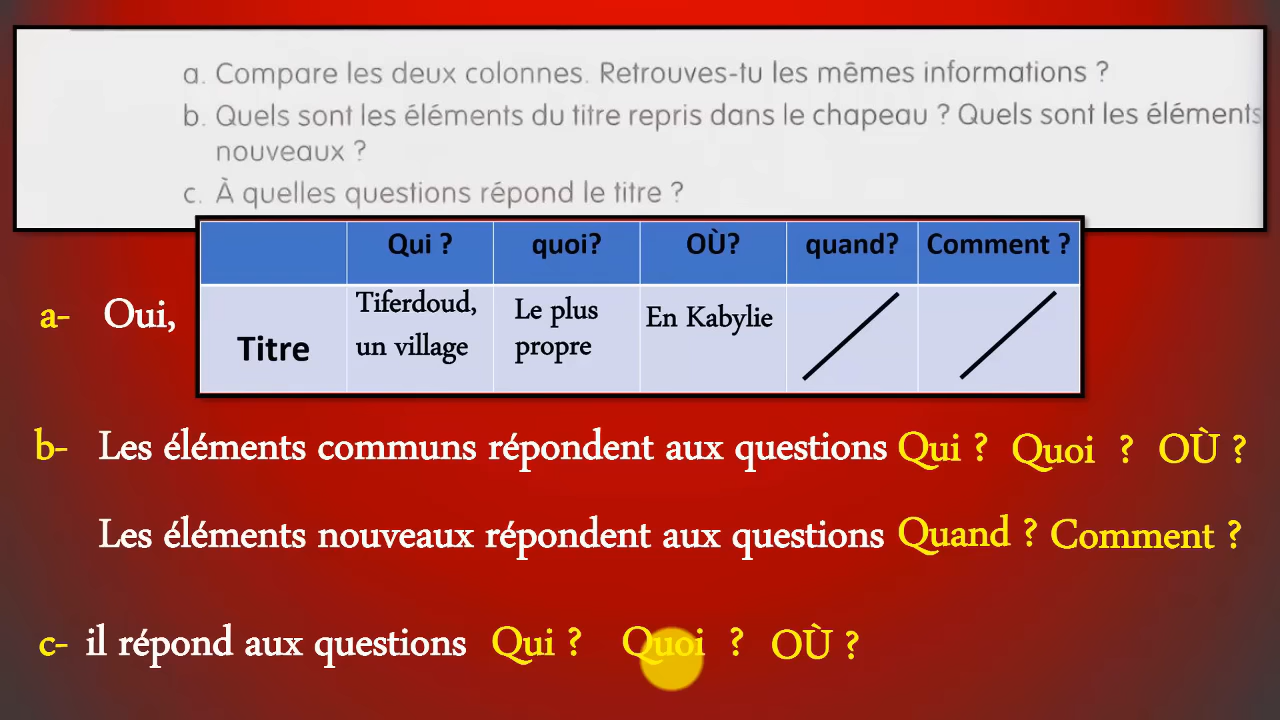 a. Compare les deux colonnes. Retrouves-tu les mêmes informations ?
b. Quels sont les éléments du titre repris dans le chapeau ? Quels sont les éléments
nouveaux ?
c. À quelles questions répond le titre ?
Qui ? quoi? OÙ? quand? Comment ?
a- Oui,
Titre
Tiferdoud,
un village
Le plus
propre
En Kabylie
b- Les éléments communs répondent aux questions Qui ? Quoi ? OÙ ?
Les éléments nouveaux répondent aux questions Quand ? Comment ?
c- il répond aux questions Qui ? Quoi ? OÙ ?